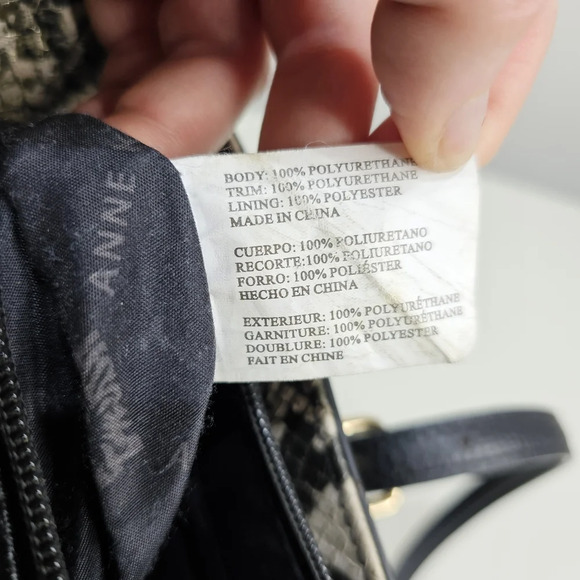 ANNE
BODY: 100% POLYURETHANE
TRIM: 100% POLYURETHANE
LINING: 100% POLYESTER
MADE IN CHINA
CUERPO: 100% POLIURETANO
RECORTE:100% POLIURETANO
FORRO: 100% POLIÉSTER
HECHO EN CHINA
EXTERIEUR: 100% POLYURÉTHANE
GARNITURE: 100% POLYURÉTHANE
DOUBLURE: 100% POLYESTER
FAIT EN CHINE